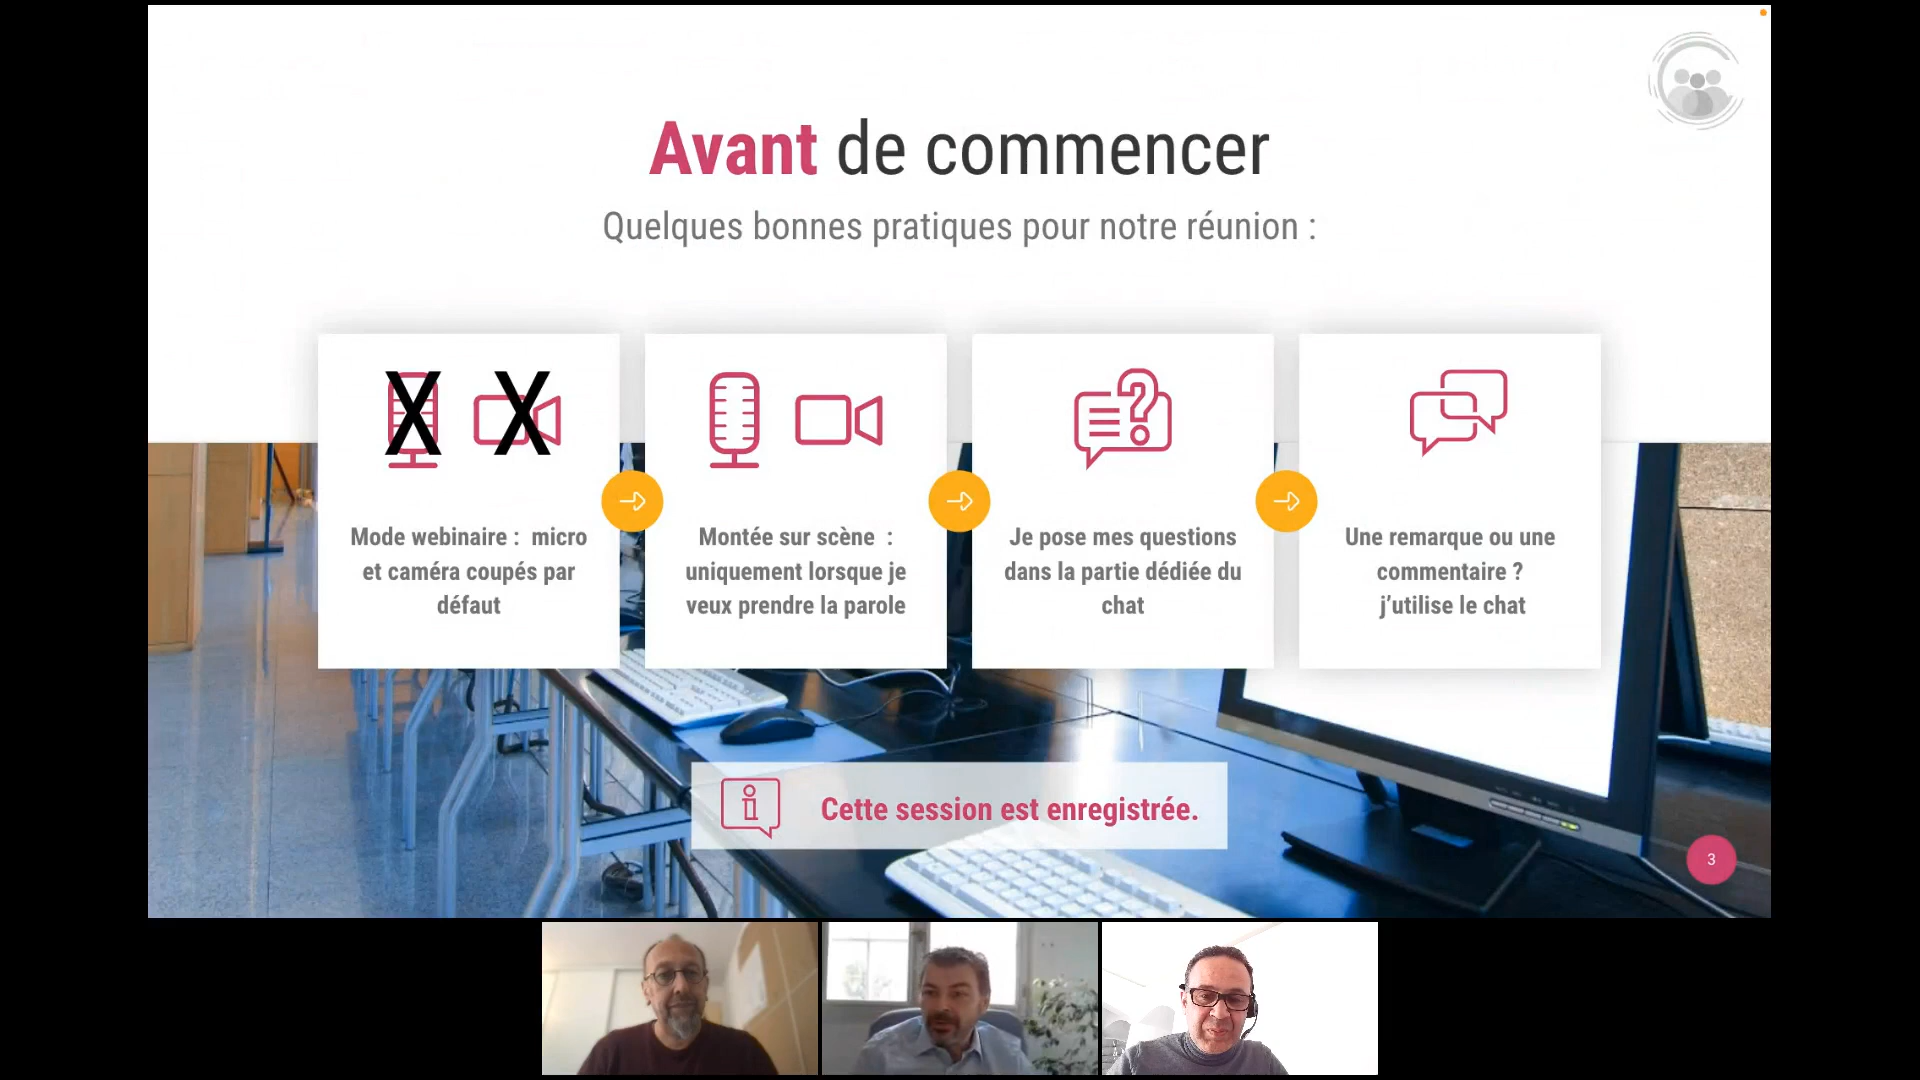 Avant de commencer
Quelques bonnes pratiques pour notre réunion :
X X
Mode webinaire :  micro
et caméra coupés par
défaut
Montée sur scène  :
uniquement lorsque je
veux prendre la parole
Je pose mes questions
dans la partie dédiée du
chat
Une remarque ou une
commentaire ?
j’utilise le chat
Cette session est enregistrée.
3